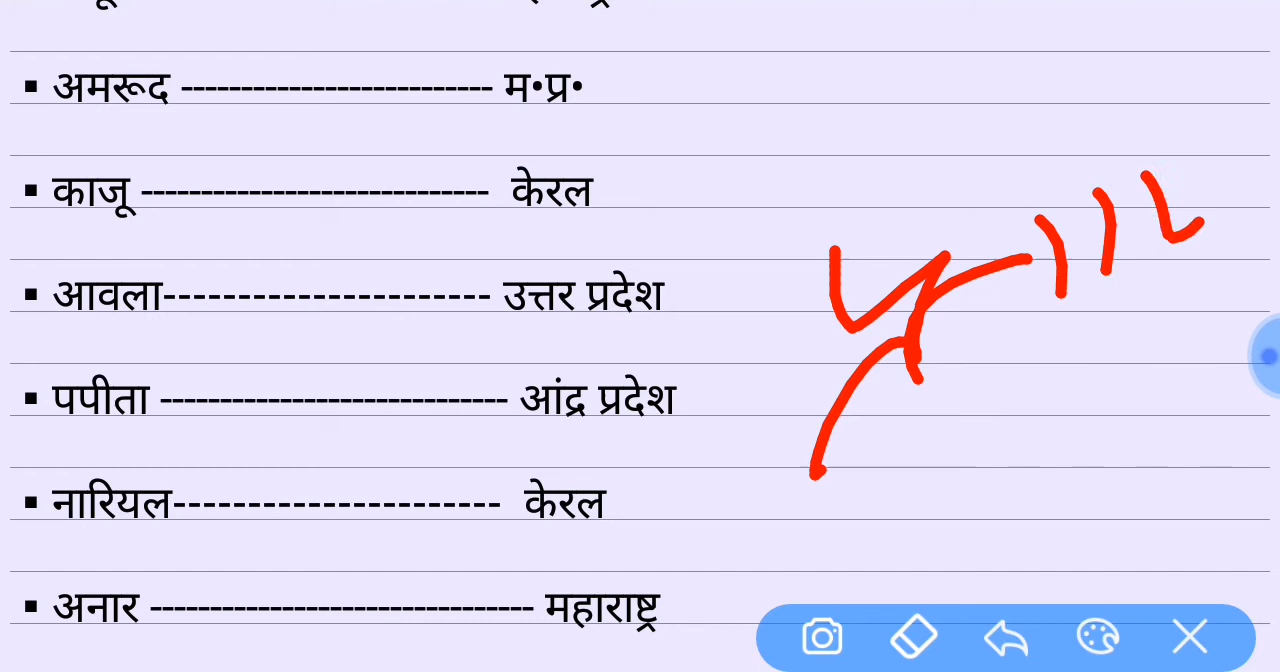 ▪ अमरूद -------------------------- म•प्र•
▪ काजू ----------------------------- केरल
▪ आवला---------------------- उत्तर प्रदेश
▪ पपीता ----------------------------- आंद्र प्रदेश
▪ नारियल---------------------- केरल
▪ अनार -------------------------------- महाराष्ट्र